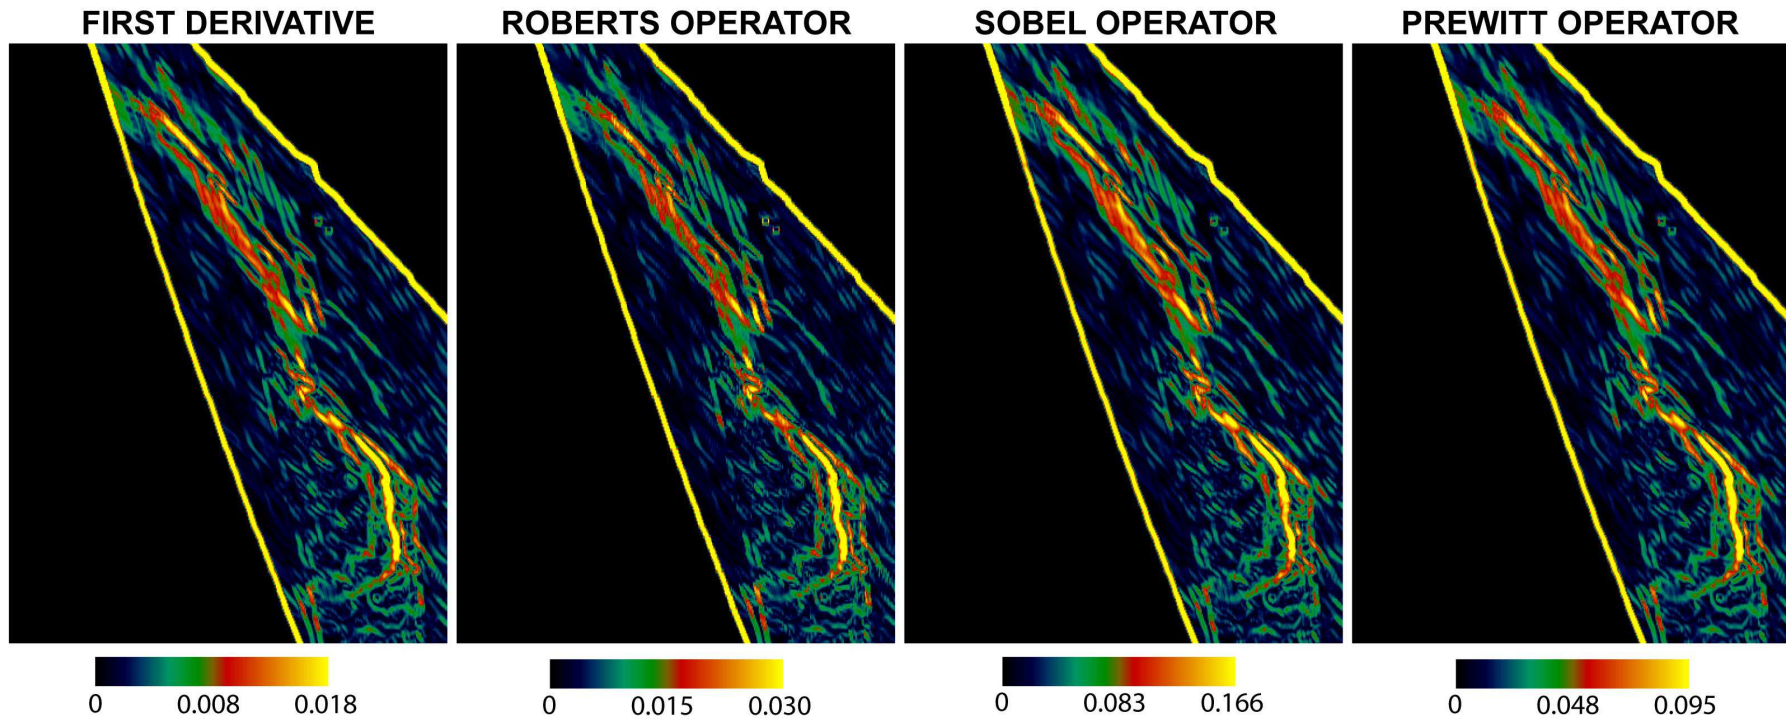 FIRST DERIVATIVE ROBERTS OPERATOR SOBEL OPERATOR PREWITT OPERATOR
0 0.008 0.018 0 0.015 0.030 0 0.083 0.166 0 0.048 0.095